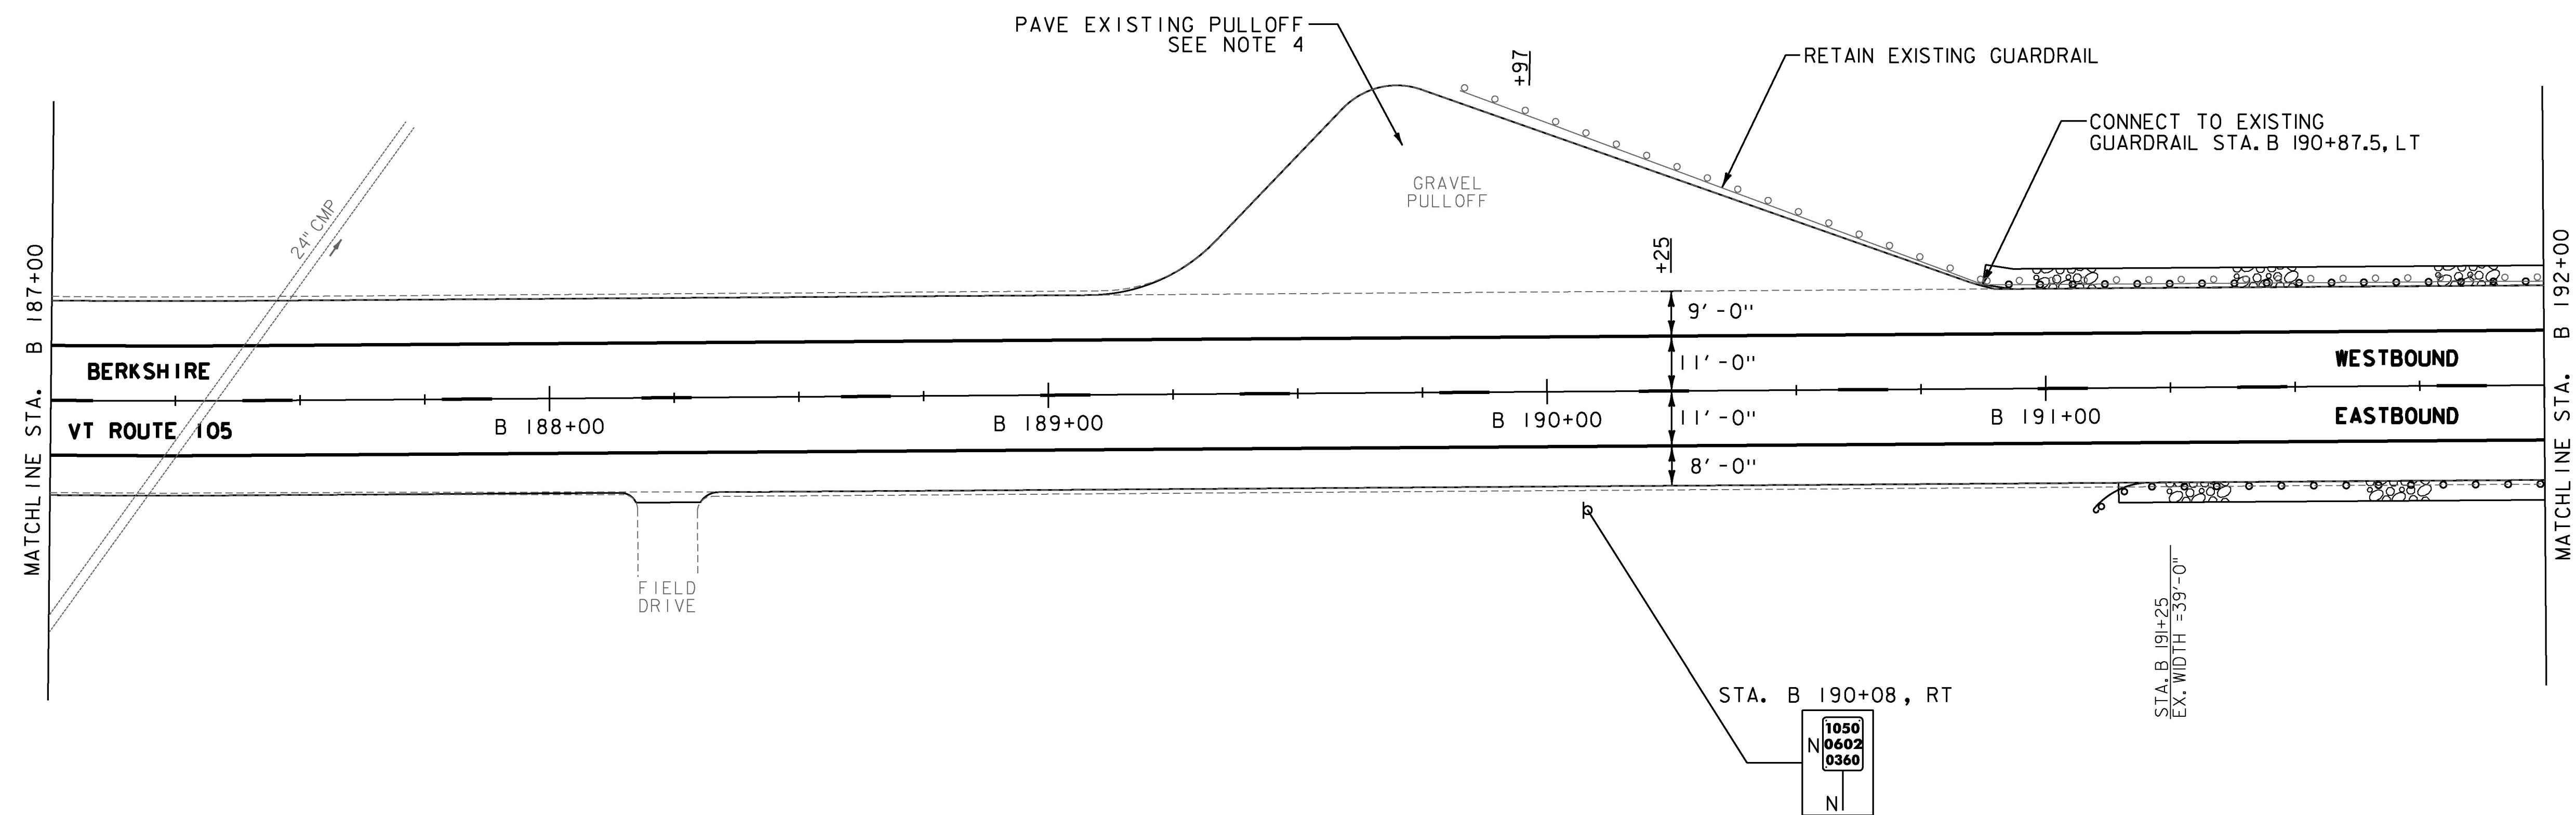 PAVE EXISTING PULLOFF
SEE NOTE 4
+97
RETAIN EXISTING GUARDRAIL
CONNECT TO EXISTING
GUARDRAIL STA. B 190+87.5, LT
24" CMP
GRAVEL
PULLOFF
+25
MATCHLINE STA. B 187+00
9'-0"
BERKSHIRE
11'-0"
WESTBOUND
VT ROUTE 105
B 188+00
B 189+00
B 190+00
11'-0"
B 191+00
EASTBOUND
8'-0"
MATCHLINE STA. B 192+00
FIELD
DRIVE
STA. B 191+25
EX. WIDTH =39'-0"
STA. B 190+08, RT
1050
N 0602
0360
N